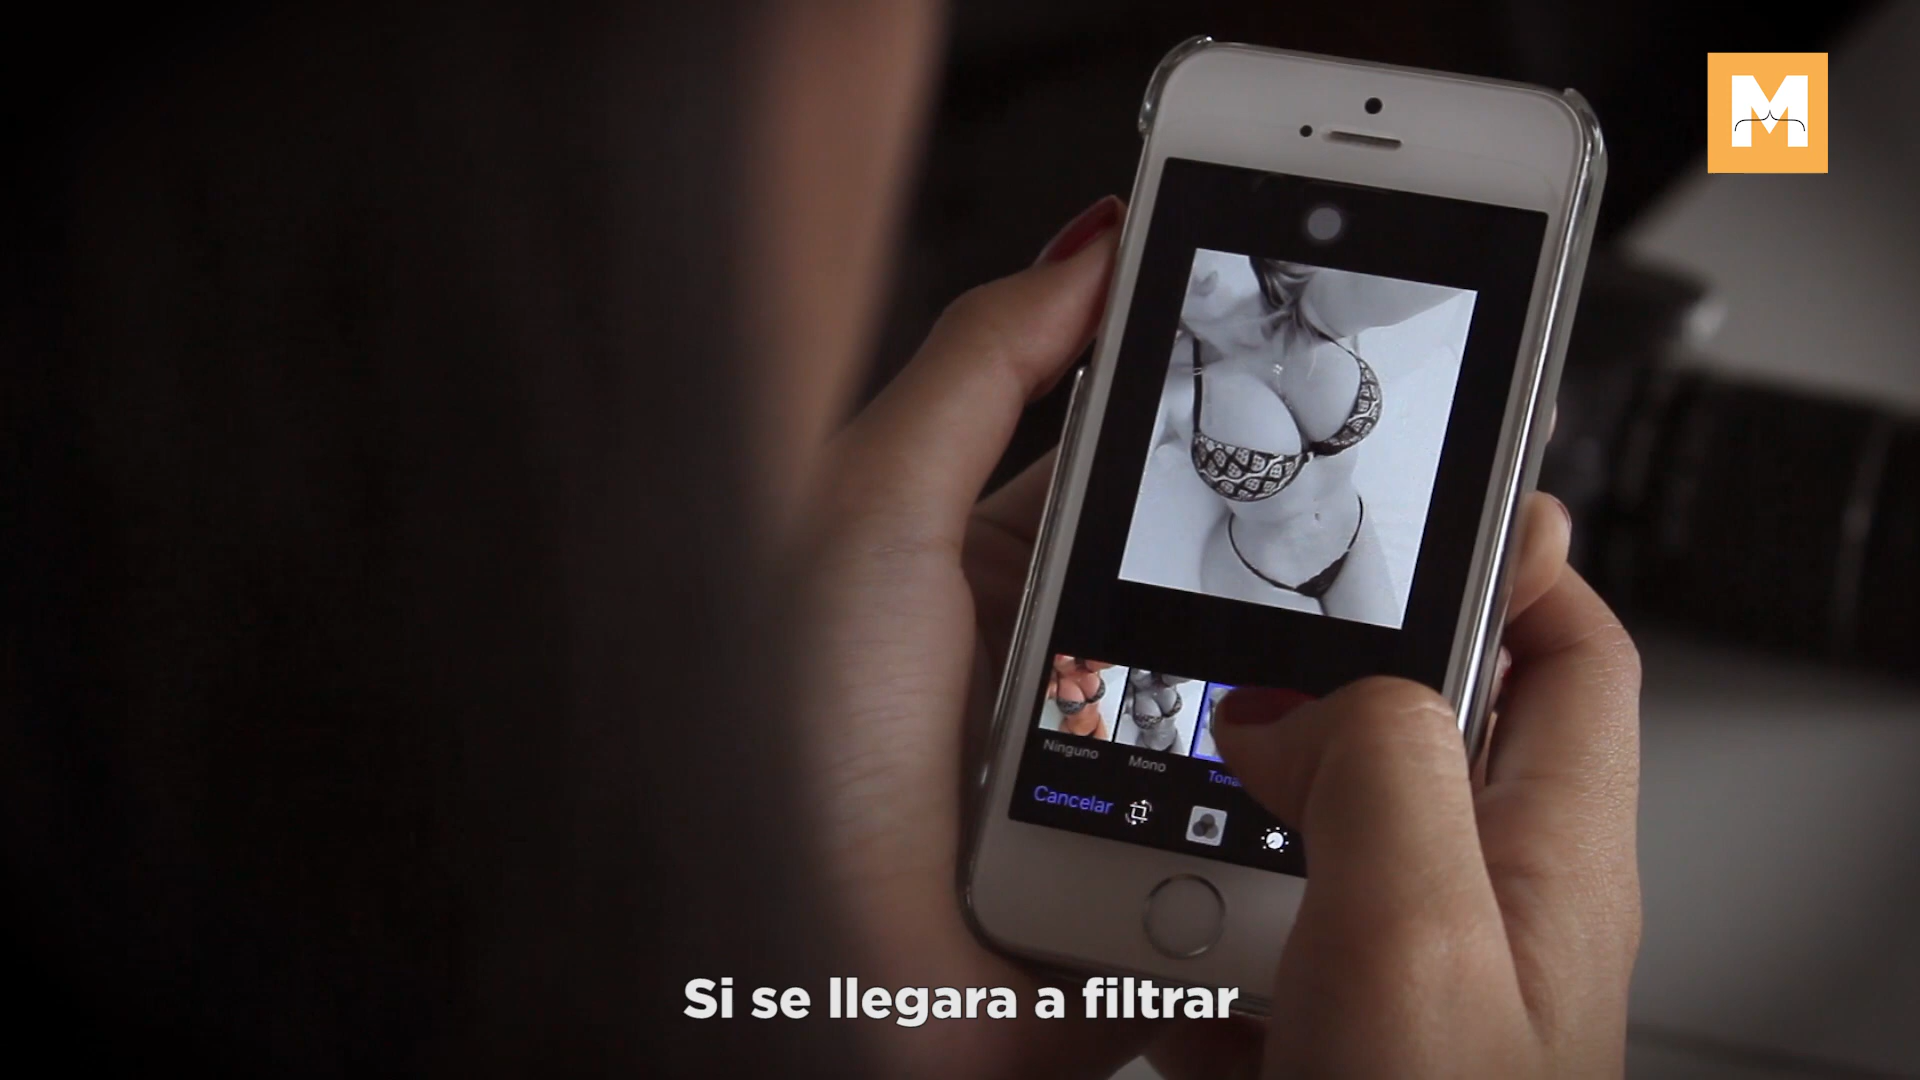 M
Ninguno
Mono
Cancelar
Si se llegara a filtrar